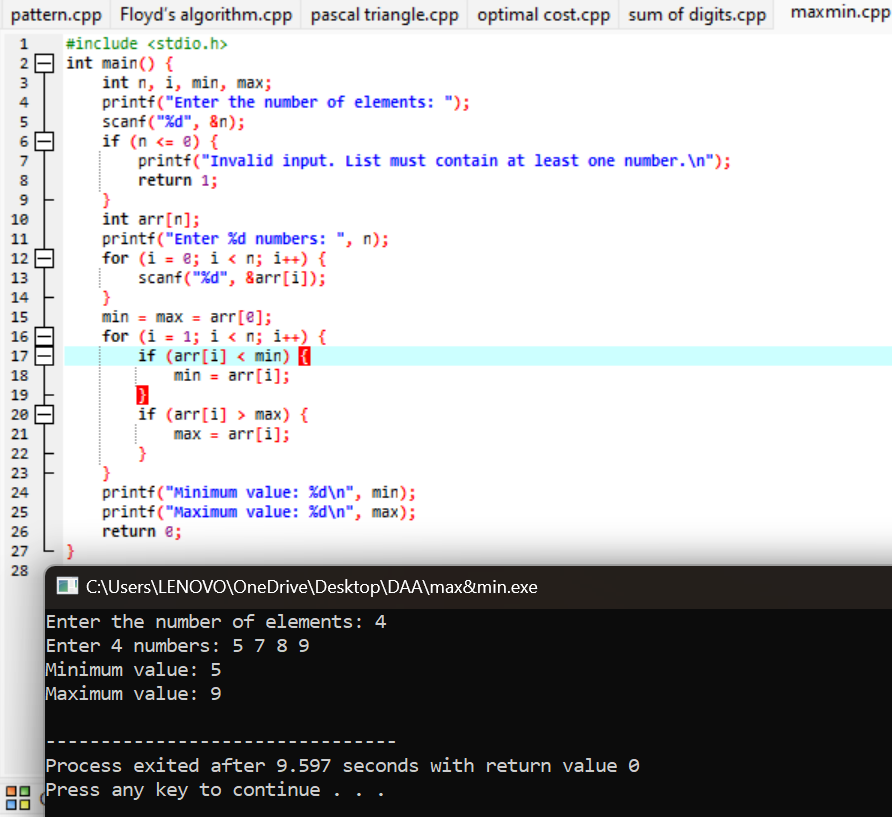 pattern.cpp Floyd's algorithm.cpp pascal triangle.cpp optimal cost.cpp sum of digits.cpp maxmin.cpp
1 #include <stdio.h>
2 int main() {
3 int n, i, min, max;
4 printf("Enter the number of elements: ");
5 scanf("%d", &n);
6 if (n <= 0) {
7 printf("Invalid input. List must contain at least one number.\n");
8 return 1;
9 }
10 int arr[n];
11 printf("Enter %d numbers: ", n);
12 for (i = 0; i < n; i++) {
13 scanf("%d", &arr[i]);
14 }
15 min = max = arr[0];
16 for (i = 1; i < n; i++) {
17 if (arr[i] < min) {
18 min = arr[i];
19 }
20 if (arr[i] > max) {
21 max = arr[i];
22 }
23 }
24 printf("Minimum value: %d\n", min);
25 printf("Maximum value: %d\n", max);
26 return 0;
27 }
28
C:\Users\LENOVO\OneDrive\Desktop\DAA\max&min.exe
Enter the number of elements: 4
Enter 4 numbers: 5 7 8 9
Minimum value: 5
Maximum value: 9
--------------------------------
Process exited after 9.597 seconds with return value 0
Press any key to continue . . .